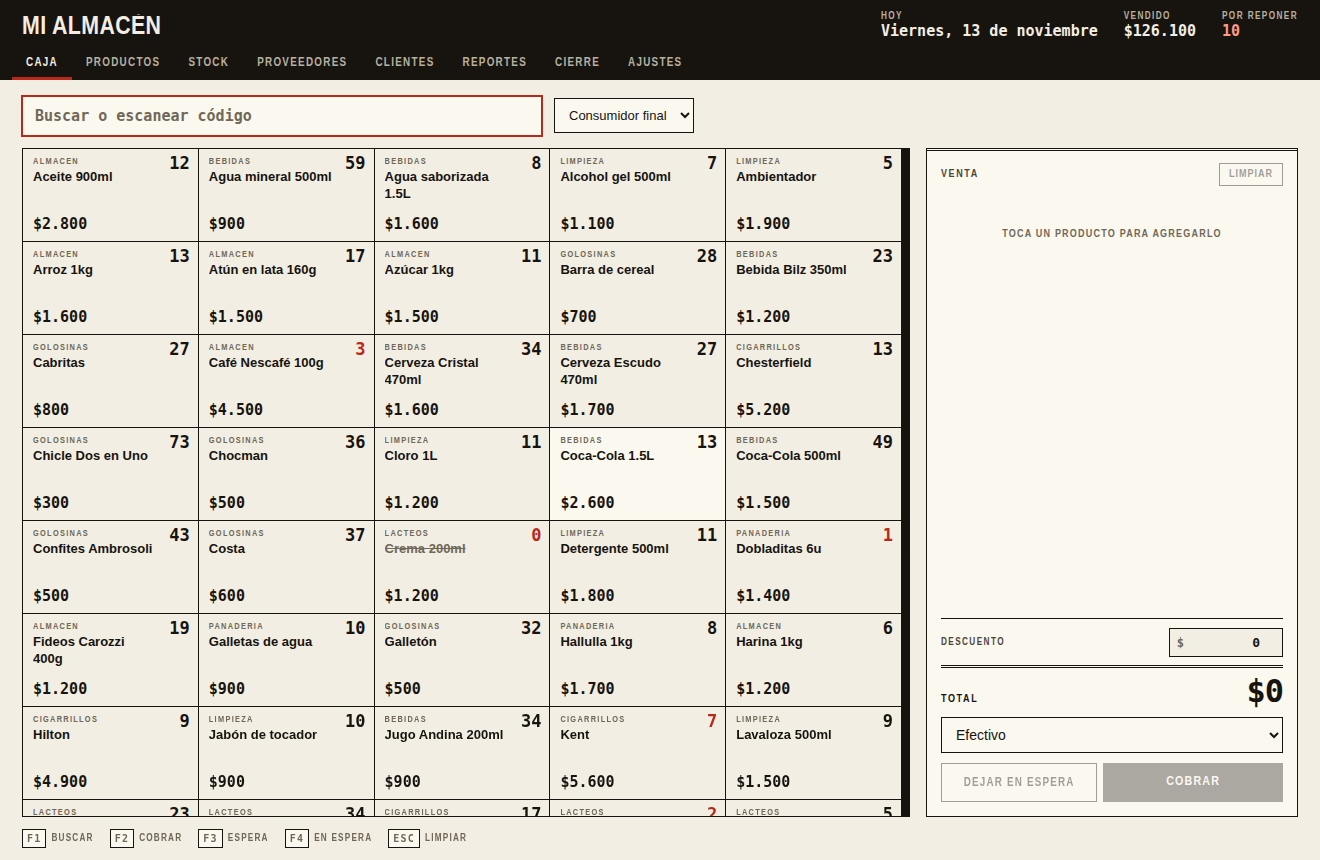 MI ALMACÉN
HOY
Viernes, 13 de noviembre
VENDIDO
$126.100
POR REPONER
10
CAJA PRODUCTOS STOCK PROVEEDORES CLIENTES REPORTES CIERRE AJUSTES
Buscar o escanear código
Consumidor final
ALMACEN 12
Aceite 900ml
$2.800
BEBIDAS 59
Agua mineral 500ml
$900
BEBIDAS 8
Agua saborizada
1.5L
$1.600
LIMPIEZA 7
Alcohol gel 500ml
$1.100
LIMPIEZA 5
Ambientador
$1.900
ALMACEN 13
Arroz 1kg
$1.600
ALMACEN 17
Atún en lata 160g
$1.500
ALMACEN 11
Azúcar 1kg
$1.500
GOLOSINAS 28
Barra de cereal
$700
BEBIDAS 23
Bebida Bilz 350ml
$1.200
GOLOSINAS 27
Cabritas
$800
ALMACEN 3
Café Nescafé 100g
$4.500
BEBIDAS 34
Cerveza Cristal
470ml
$1.600
BEBIDAS 27
Cerveza Escudo
470ml
$1.700
CIGARRILLOS 13
Chesterfield
$5.200
GOLOSINAS 73
Chicle Dos en Uno
$300
GOLOSINAS 36
Chocman
$500
LIMPIEZA 11
Cloro 1L
$1.200
BEBIDAS 13
Coca-Cola 1.5L
$2.600
BEBIDAS 49
Coca-Cola 500ml
$1.500
GOLOSINAS 43
Confites Ambrosoli
$500
GOLOSINAS 37
Costa
$600
LACTEOS 0
Crema 200ml
$1.200
LIMPIEZA 11
Detergente 500ml
$1.800
PANADERIA 1
Dobladitas 6u
$1.400
ALMACEN 19
Fideos Carozzi
400g
$1.200
PANADERIA 10
Galletas de agua
$900
GOLOSINAS 32
Galletón
$500
PANADERIA 8
Hallulla 1kg
$1.700
ALMACEN 6
Harina 1kg
$1.200
CIGARRILLOS 9
Hilton
$4.900
LIMPIEZA 10
Jabón de tocador
$900
BEBIDAS 34
Jugo Andina 200ml
$900
CIGARRILLOS 7
Kent
$5.600
LIMPIEZA 9
Lavaloza 500ml
$1.500
LACTEOS 23
LACTEOS 34
CIGARRILLOS 17
LACTEOS 2
LACTEOS 5
VENTA
LIMPIAR
TOCA UN PRODUCTO PARA AGREGARLO
DESCUENTO
$ 0
TOTAL
$0
Efectivo
DEJAR EN ESPERA
COBRAR
F1 BUSCAR F2 COBRAR F3 ESPERA F4 EN ESPERA ESC LIMPIAR